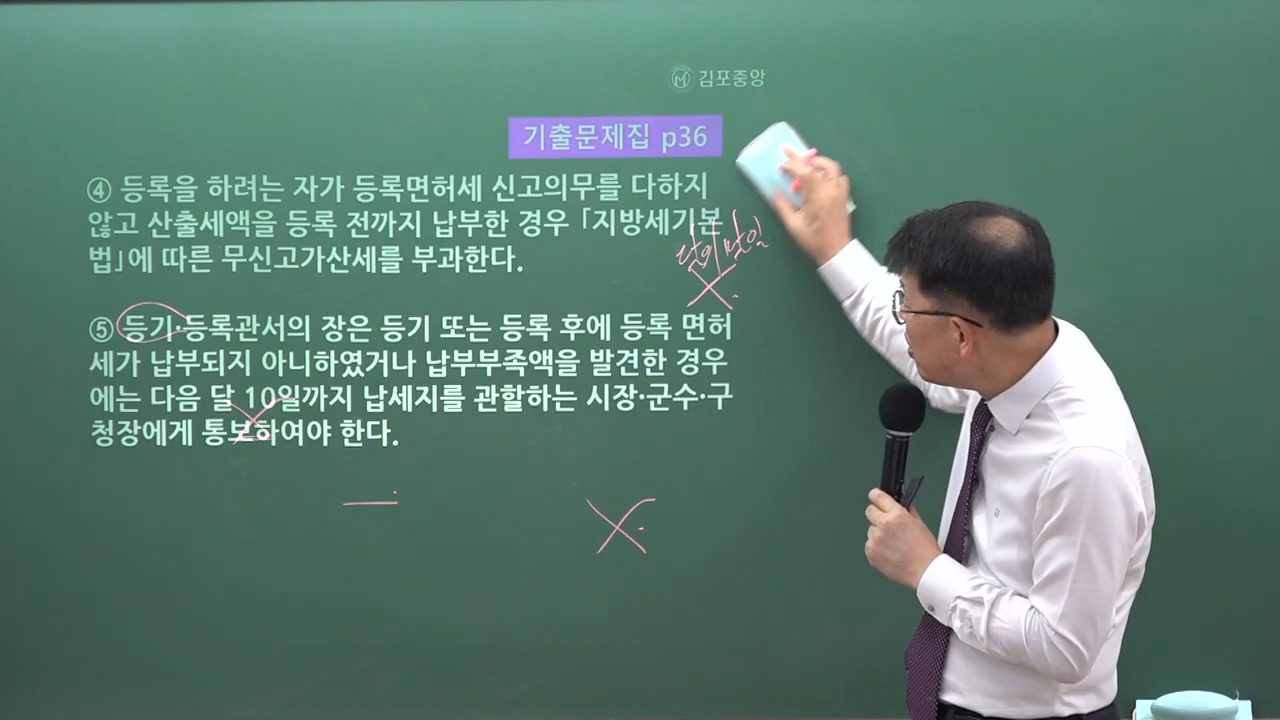 김포중앙
기출문제집 p36
④ 등록을 하려는 자가 등록면허세 신고의무를 다하지
않고 산출세액을 등록 전까지 납부한 경우 「지방세기본
법」에 따른 무신고가산세를 부과한다.
⑤ 등기·등록관서의 장은 등기 또는 등록 후에 등록 면허
세가 납부되지 아니하였거나 납부부족액을 발견한 경우
에는 다음 달 10일까지 납세지를 관할하는 시장·군수·구
청장에게 통보하여야 한다.